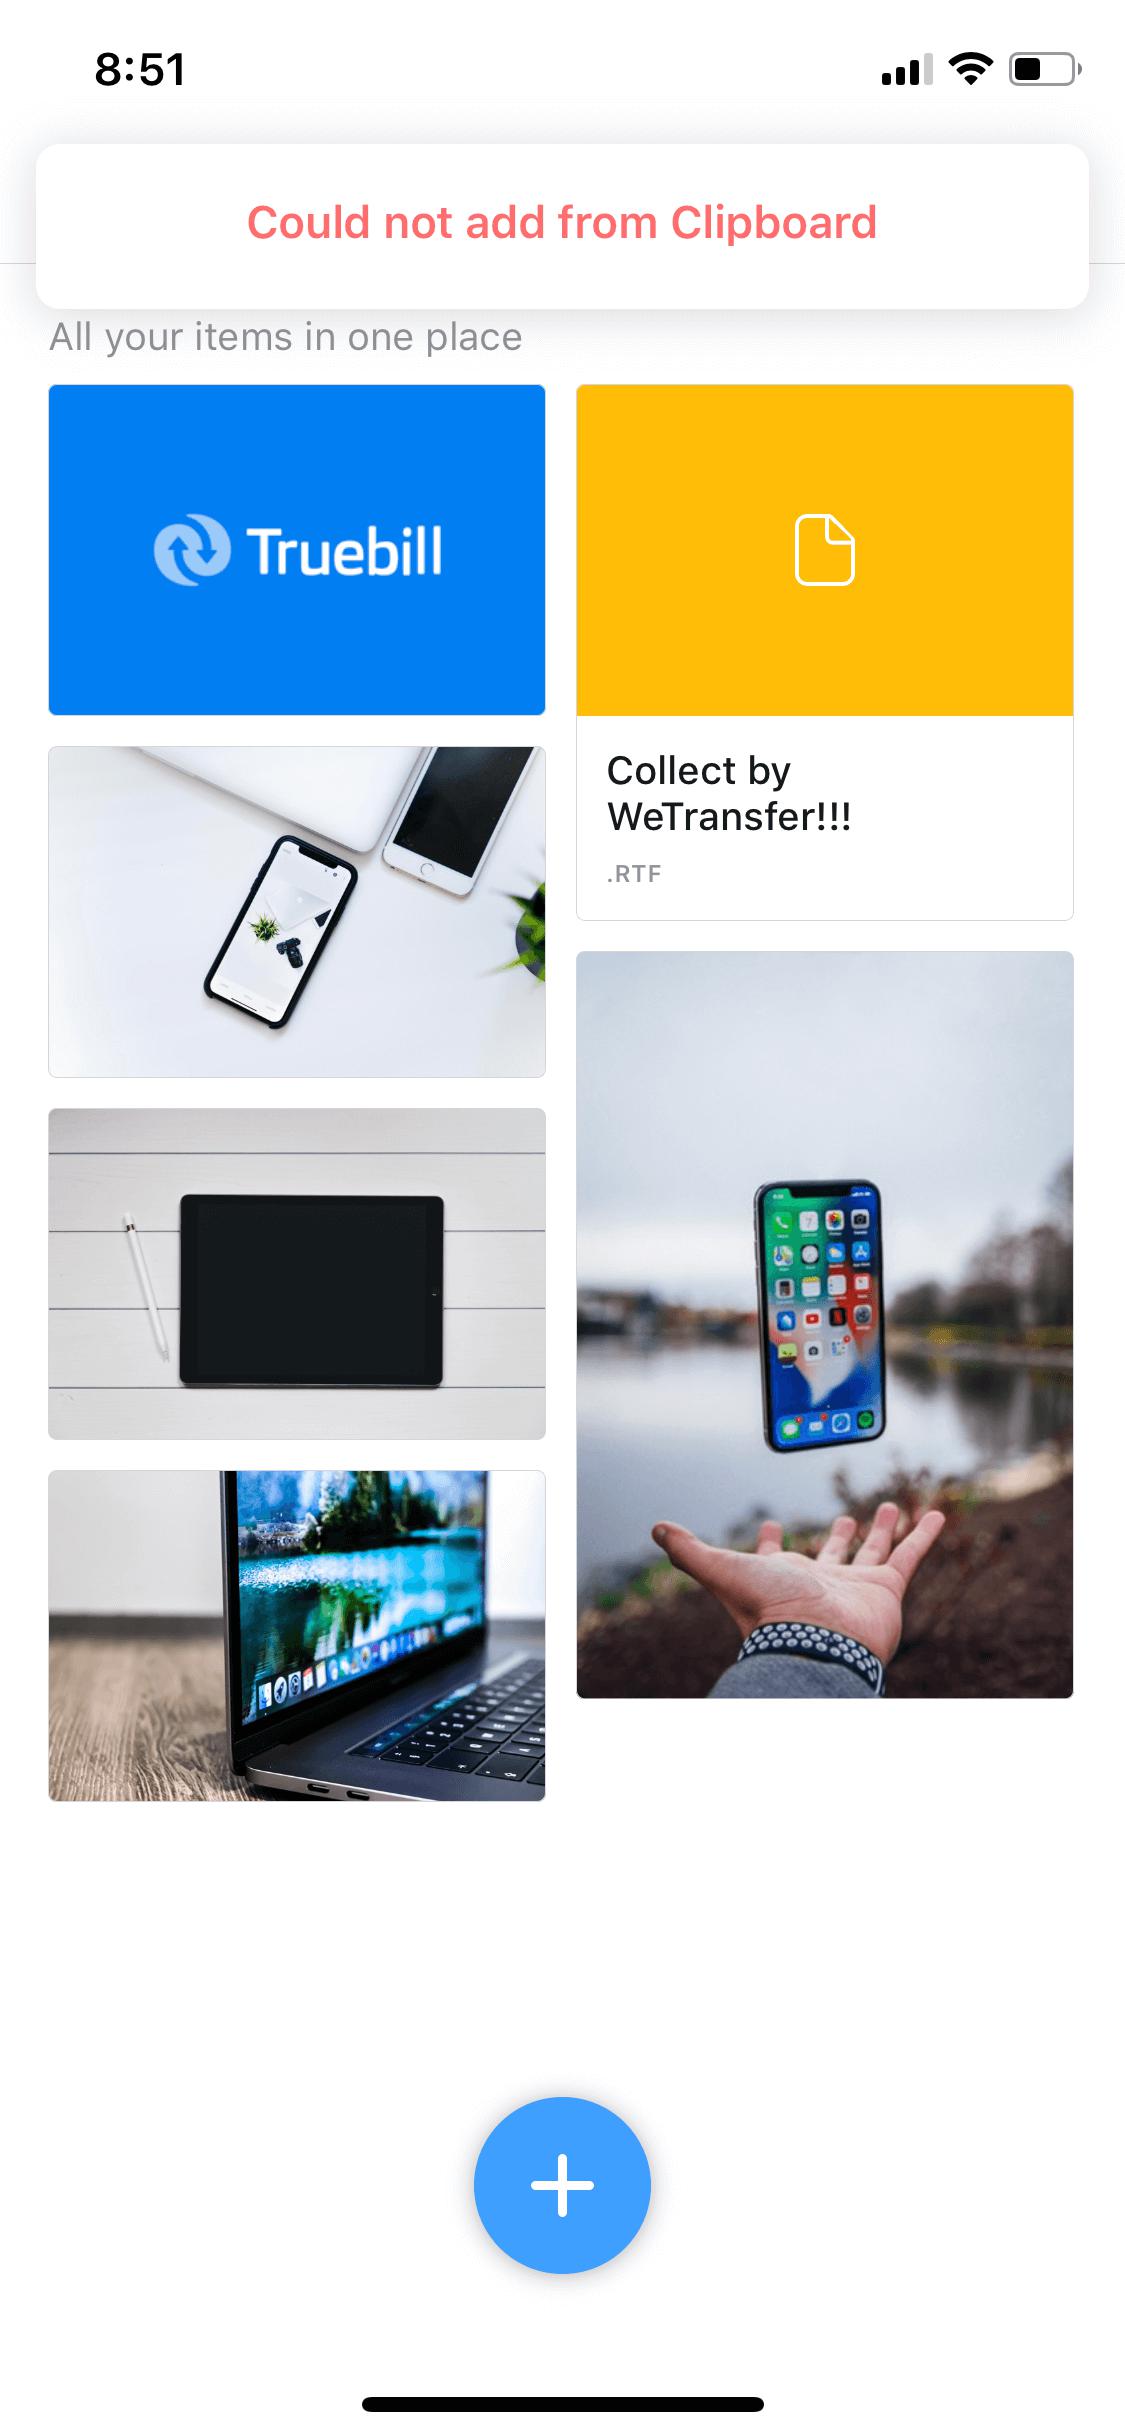 8:51
Could not add from Clipboard
All your items in one place
Truebill
Collect by
WeTransfer!!!
.RTF